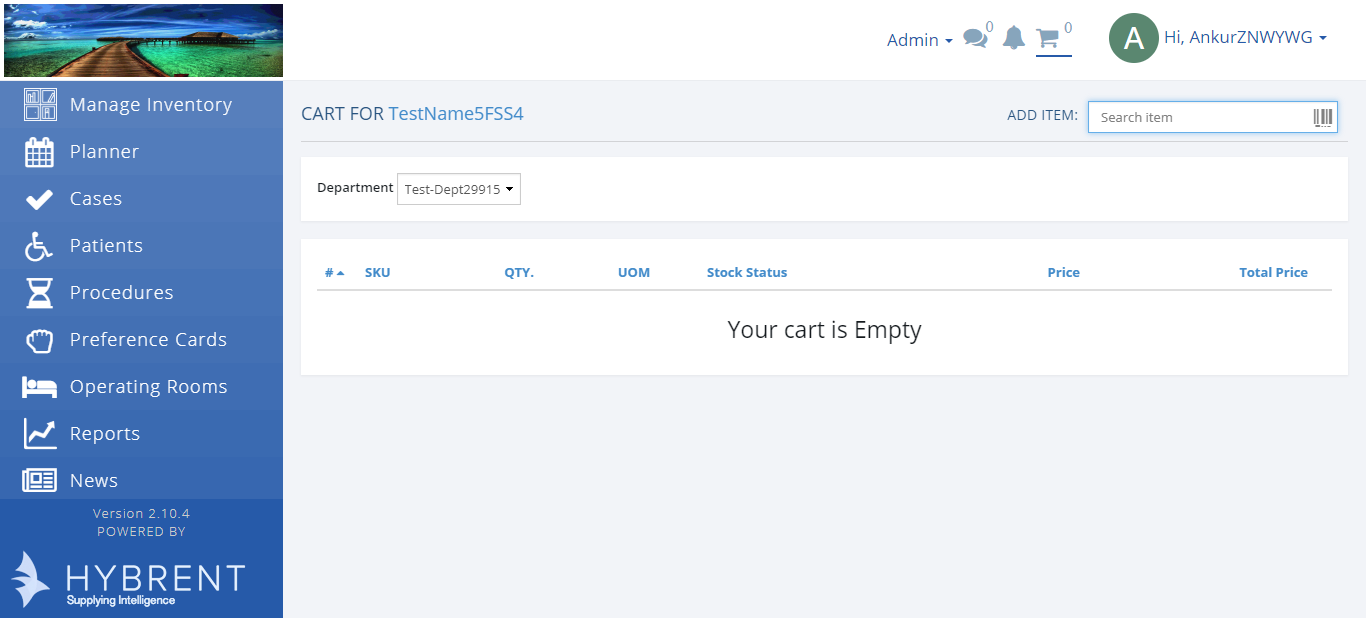 Admin 0 0 A Hi, AnkurZNWYWG
Manage Inventory
Planner
Cases
Patients
Procedures
Preference Cards
Operating Rooms
Reports
News
Version 2.10.4
POWERED BY
HYBRENT
Supplying Intelligence
CART FOR TestName5FSS4
ADD ITEM: Search item
Department Test-Dept29915
# SKU QTY. UOM Stock Status Price Total Price
Your cart is Empty